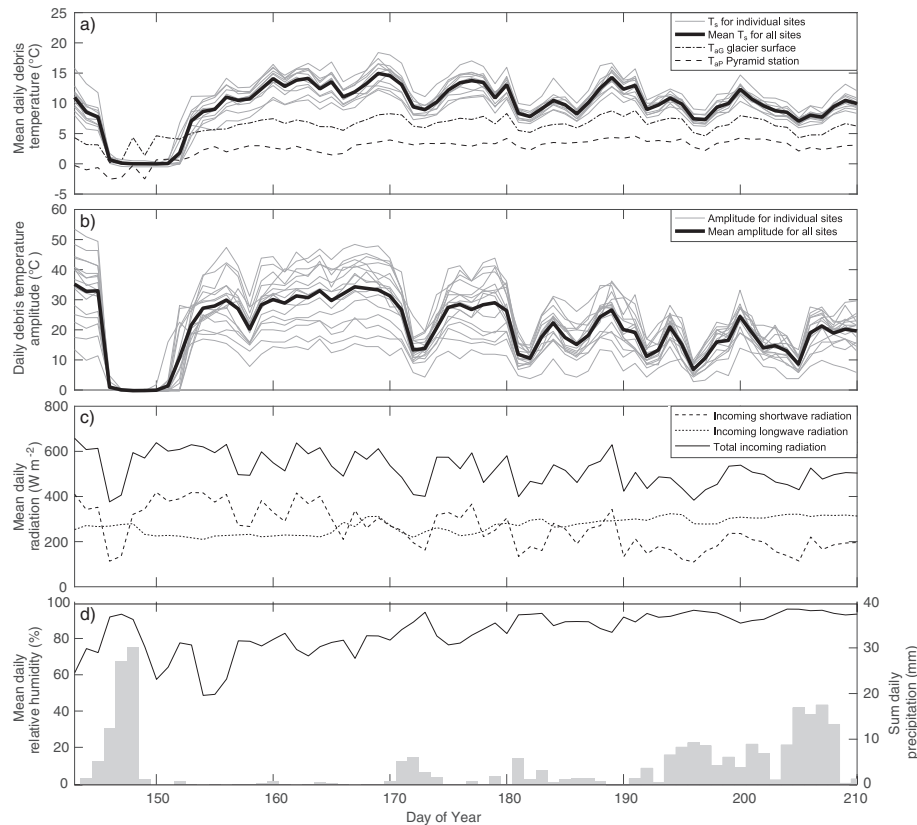 a)
Mean daily debris
temperature (°C)
25
20
15
10
5
0
-5
Ts for individual sites
Mean Ts for all sites
TaG glacier surface
TaP Pyramid station
b)
Daily debris temperature
amplitude (°C )
60
50
40
30
20
10
0
Amplitude for individual sites
Mean amplitude for all sites
c)
Mean daily
radiation (W m-2)
800
600
400
200
0
Incoming shortwave radiation
Incoming longwave radiation
Total incoming radiation
d)
Mean daily
relative humidity (%)
100
80
60
40
20
0
40
30
20
10
0
Sum daily
precipitation (mm)
150 160 170 180 190 200 210
Day of Year